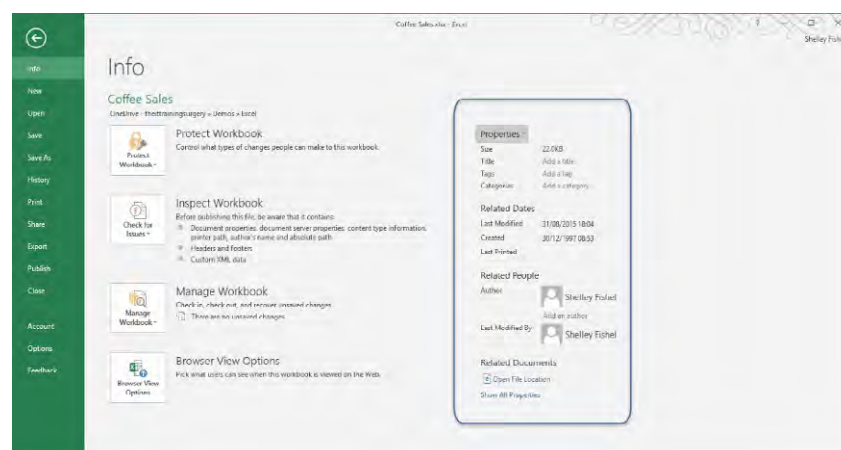 Coffee Sales.xlsx - Excel
?
Shelley Fish
Info
New
Open
Save
Save As
History
Print
Share
Export
Publish
Close
Account
Options
Feedback
Info
Coffee Sales
OneDrive - thetrainingsurgery » Demos » Excel
Protect Workbook
Protect Workbook
Control what types of changes people can make to this workbook.
Check for Issues
Inspect Workbook
Before publishing this file, be aware that it contains:
Document properties, document server properties, content type information,
printer path, author's name and absolute path
Headers and footers
Custom XML data
Manage Workbook
Manage Workbook
Check in, check out, and recover unsaved changes.
There are no unsaved changes.
Browser View Options
Browser View Options
Pick what users can see when this workbook is viewed on the Web.
Properties
Size 22.0KB
Title Add a title
Tags Add a tag
Categories Add a category
Related Dates
Last Modified 31/08/2015 18:04
Created 30/12/1997 08:53
Last Printed
Related People
Author Shelley Fishel
Add an author
Last Modified By Shelley Fishel
Related Documents
Open File Location
Show All Properties